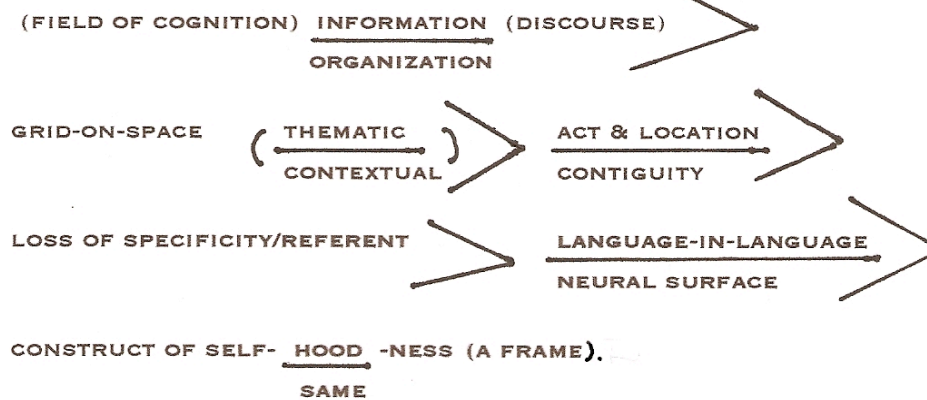 (FIELD OF COGNITION) INFORMATION (DISCOURSE)
ORGANIZATION
GRID-ON-SPACE ( THEMATIC ) ACT & LOCATION
CONTEXTUAL CONTIGUITY
LOSS OF SPECIFICITY/REFERENT LANGUAGE-IN-LANGUAGE
NEURAL SURFACE
CONSTRUCT OF SELF- HOOD -NESS (A FRAME).
SAME